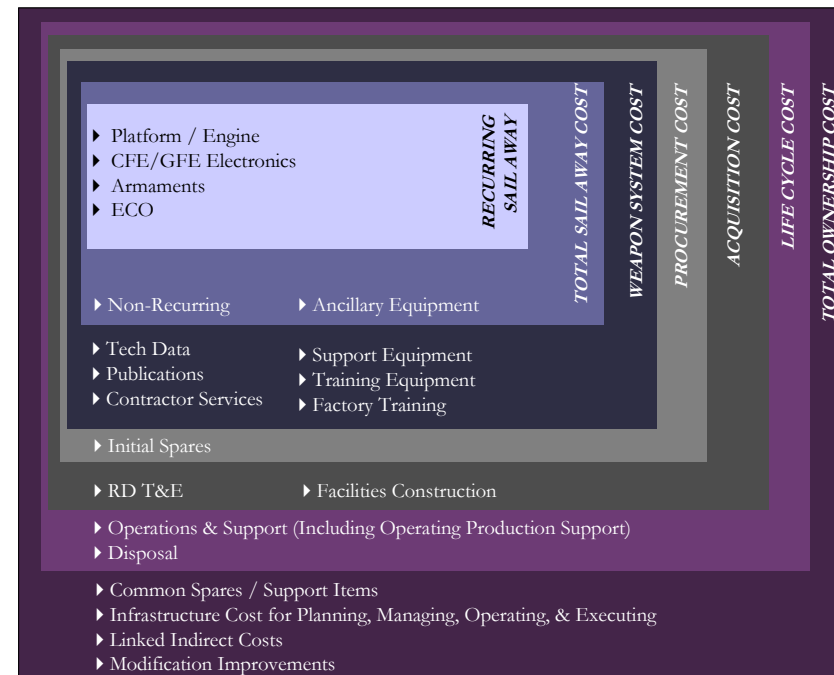 Platform / Engine
CFE/GFE Electronics
Armaments
ECO
RECURRING
SAIL AWAY
TOTAL SAIL AWAY COST
WEAPON SYSTEM COST
PROCUREMENT COST
ACQUISITION COST
LIFE CYCLE COST
TOTAL OWNERSHIP COST
Non-Recurring
Ancillary Equipment
Tech Data
Publications
Contractor Services
Support Equipment
Training Equipment
Factory Training
Initial Spares
RD T&E
Facilities Construction
Operations & Support (Including Operating Production Support)
Disposal
Common Spares / Support Items
Infrastructure Cost for Planning, Managing, Operating, & Executing
Linked Indirect Costs
Modification Improvements